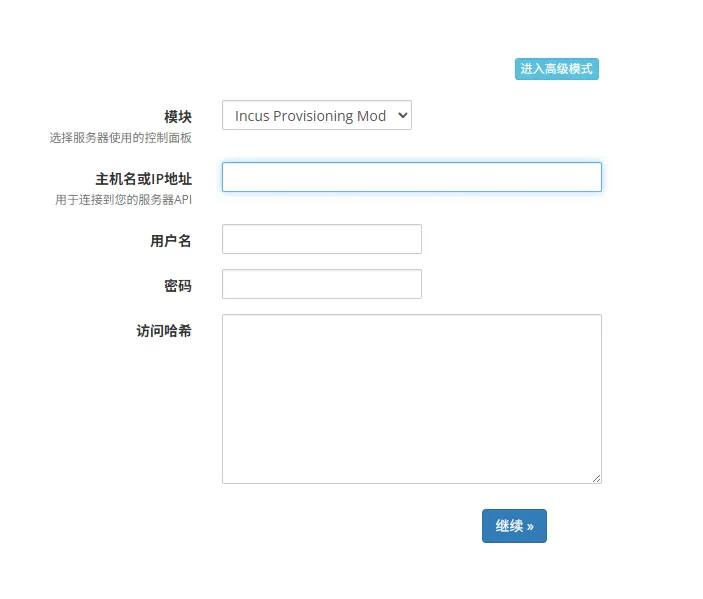 进入高级模式
模块
Incus Provisioning Mod
选择服务器使用的控制面板
主机名或IP地址
用于连接到您的服务器API
用户名
密码
访问哈希
继续 »